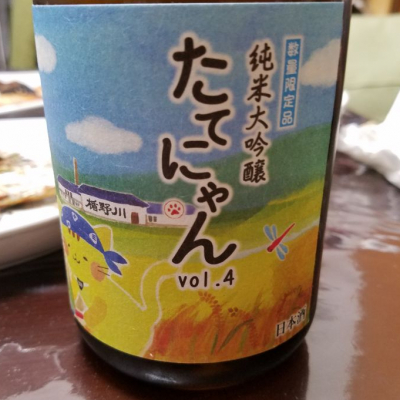 数量限定品
純米大吟醸
たてにゃん
vol.4
楯野川
日本酒